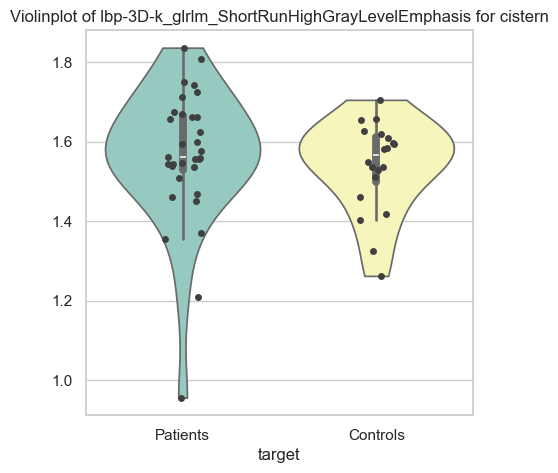 Violinplot of lbp-3D-k_glrlm_ShortRunHighGrayLevelEmphasis for cistern
1.8
1.6
1.4
1.2
1.0
Patients Controls
target